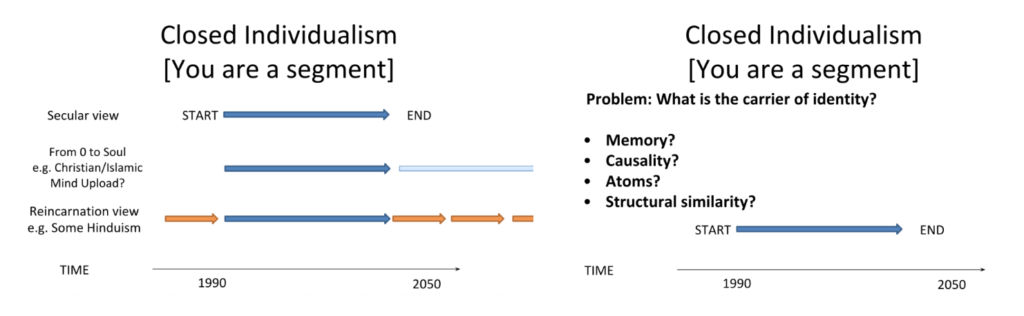 Closed Individualism
[You are a segment]
Secular view
START
END
From 0 to Soul
e.g. Christian/Islamic
Mind Upload?
Reincarnation view
e.g. Some Hinduism
TIME
1990
2050
Closed Individualism
[You are a segment]
Problem: What is the carrier of identity?
• Memory?
• Causality?
• Atoms?
• Structural similarity?
START
END
TIME
1990
2050